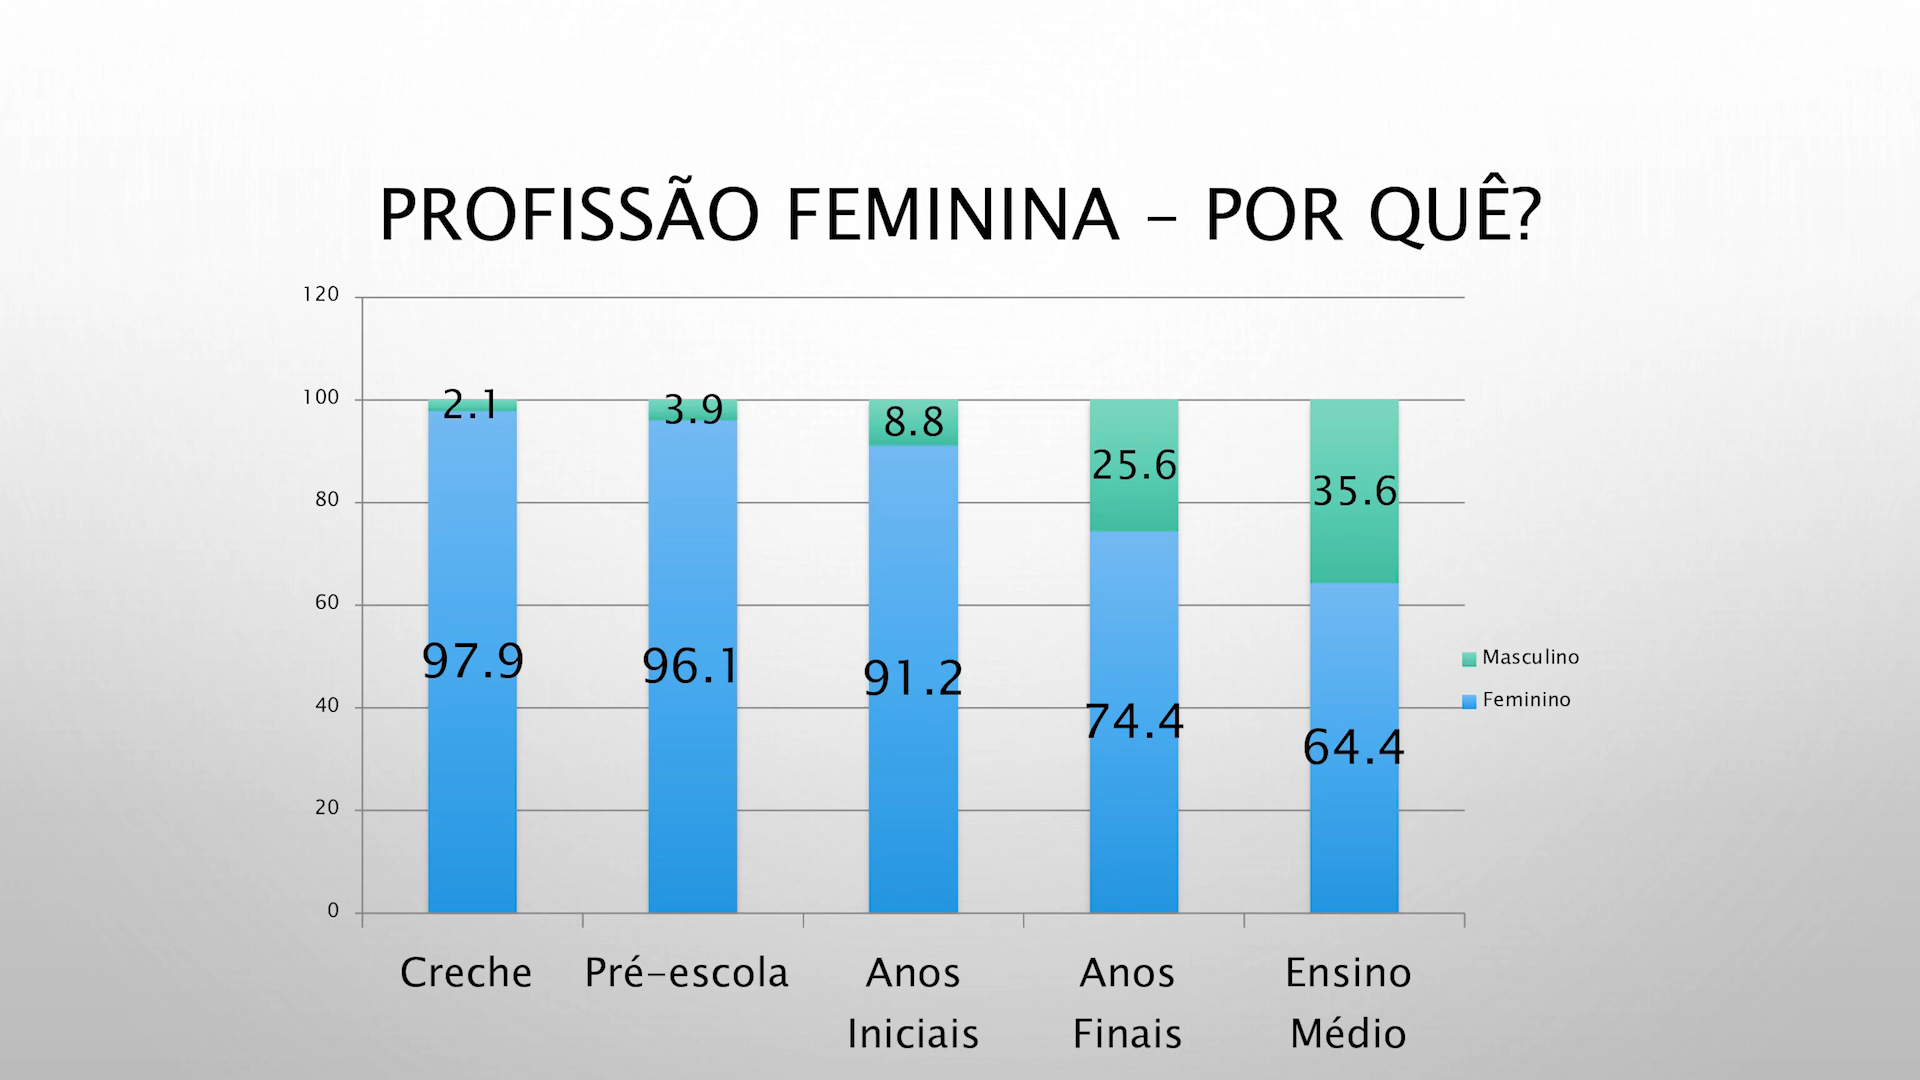 PROFISSÃO FEMININA – POR QUÊ?
120
100
80
60
40
20
0
2.1
3.9
8.8
25.6
35.6
97.9
96.1
91.2
74.4
64.4
Masculino
Feminino
Creche
Pré-escola
Anos
Iniciais
Anos
Finais
Ensino
Médio